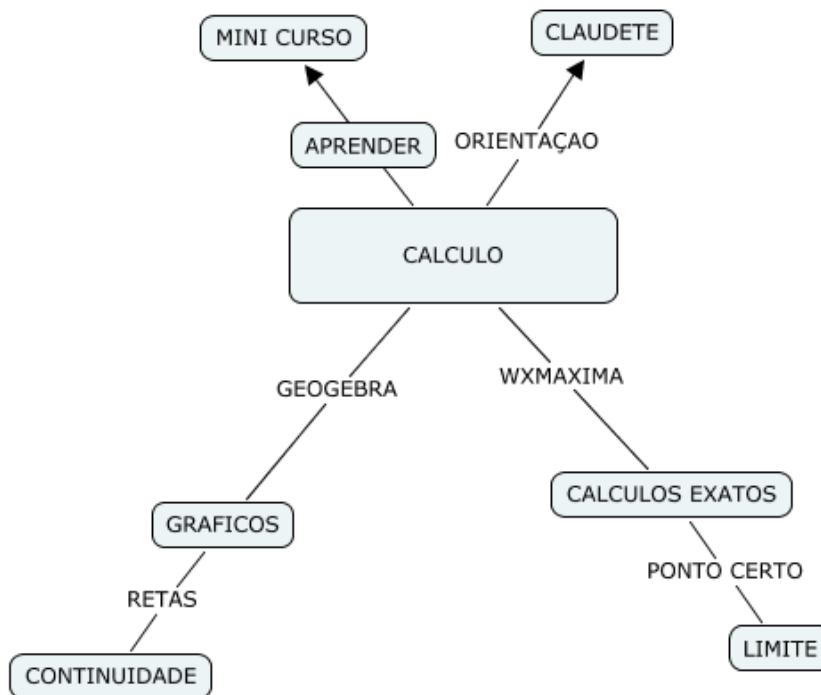 MINI CURSO
CLAUDETE
APRENDER
ORIENTAÇAO
CALCULO
GEOGEBRA
WXMAXIMA
GRAFICOS
CALCULOS EXATOS
RETAS
PONTO CERTO
CONTINUIDADE
LIMITE